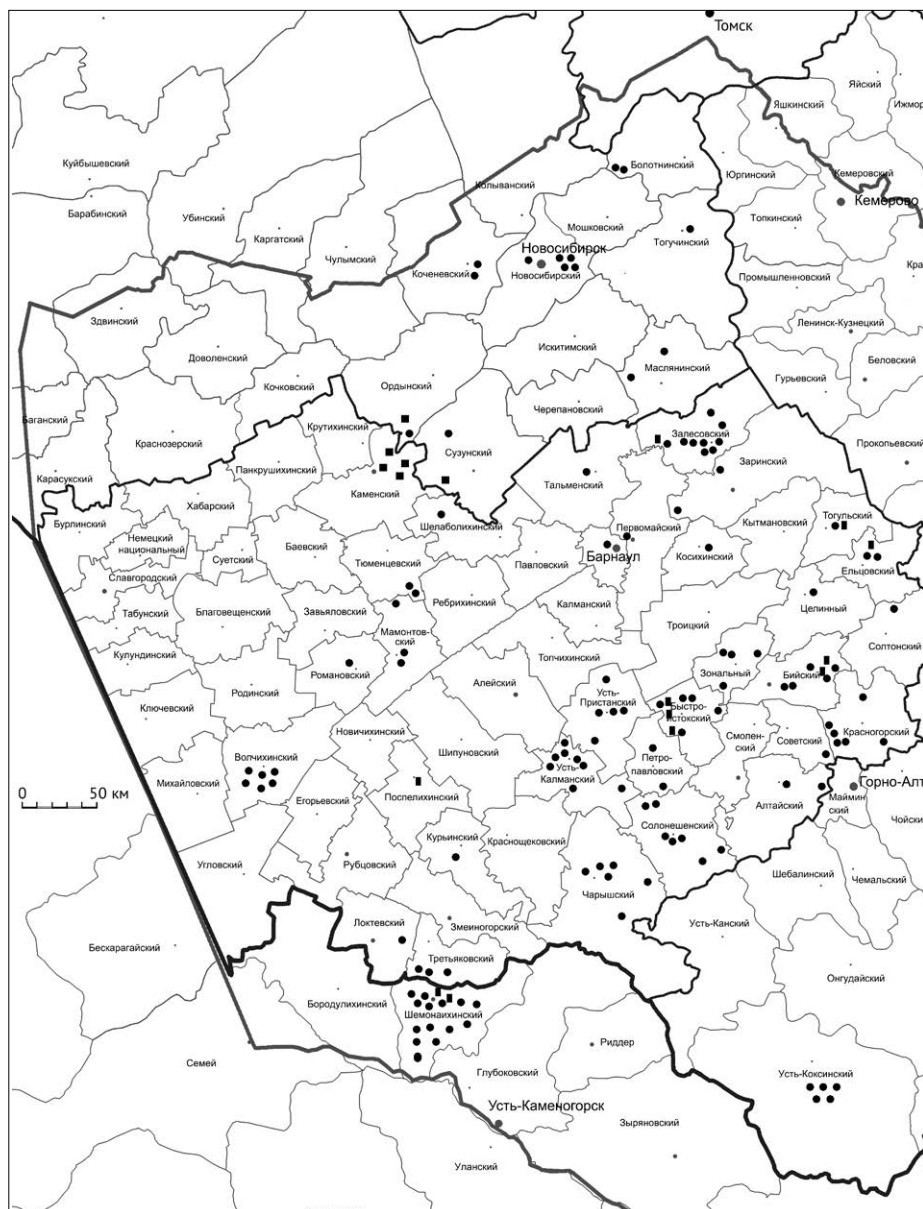 Томск
Яйский
Яшкинский
Ижмор
Куйбышевский
Болотнинский
Юргинский
Кемеровский
Колыванский
Кемерово
Барабинский
Убинский
Мошковский
Топкинский
Каргатский
Тогучинский
Новосибирск
Чулымский
Коченевский
Новосибирский
Кра
Промышленновский
Здвинский
Ленинск-Кузнецкий
Доволенский
Искитимский
Беловский
Маслянинский
Гурьевский
Кочковский
Ордынский
Баганский
Черепановский
Крутихинский
Краснозерский
Залесовский
Прокопьевский
Сузунский
Панкрушихинский
Заринский
Карасукский
Каменский
Тальменский
Хабарский
Тогульский
Бурлинский
Шелаболихинский
Первомайский
Кытмановский
Немецкий
национальный
Баевский
Барнаул
Суетский
Тюменцевский
Павловский
Косихинский
Ельцовский
Славгородский
Целинный
Табунский
Благовещенский
Завьяловский
Ребрихинский
Калманский
Троицкий
Мамонтов-
ский
Солтонский
Кулундинский
Топчихинский
Романовский
Зональный
Бийский
Алейский
Родинский
Усть-
Пристанский
Ключевский
Быстро-
истокский
Красногорский
Новичихинский
Смолен-
ский
Советский
Шипуновский
Волчихинский
Петро-
павловский
Усть-
Калманский
Михайловский
Поспелихинский
Горно-Алт
0 50 км
Маймин
ский
Алтайский
Егорьевский
Чойски
Солонешенский
Курьинский
Краснощековский
Угловский
Рубцовский
Шебалинский
Чемальский
Чарышский
Локтевский
Змеиногорский
Усть-Канский
Бескарагайский
Третьяковский
Онгудайский
Бородулихинский
Шемонаихинский
Риддер
Семей
Глубоковский
Усть-Коксинский
Усть-Каменогорск
Зыряновский
Уланский